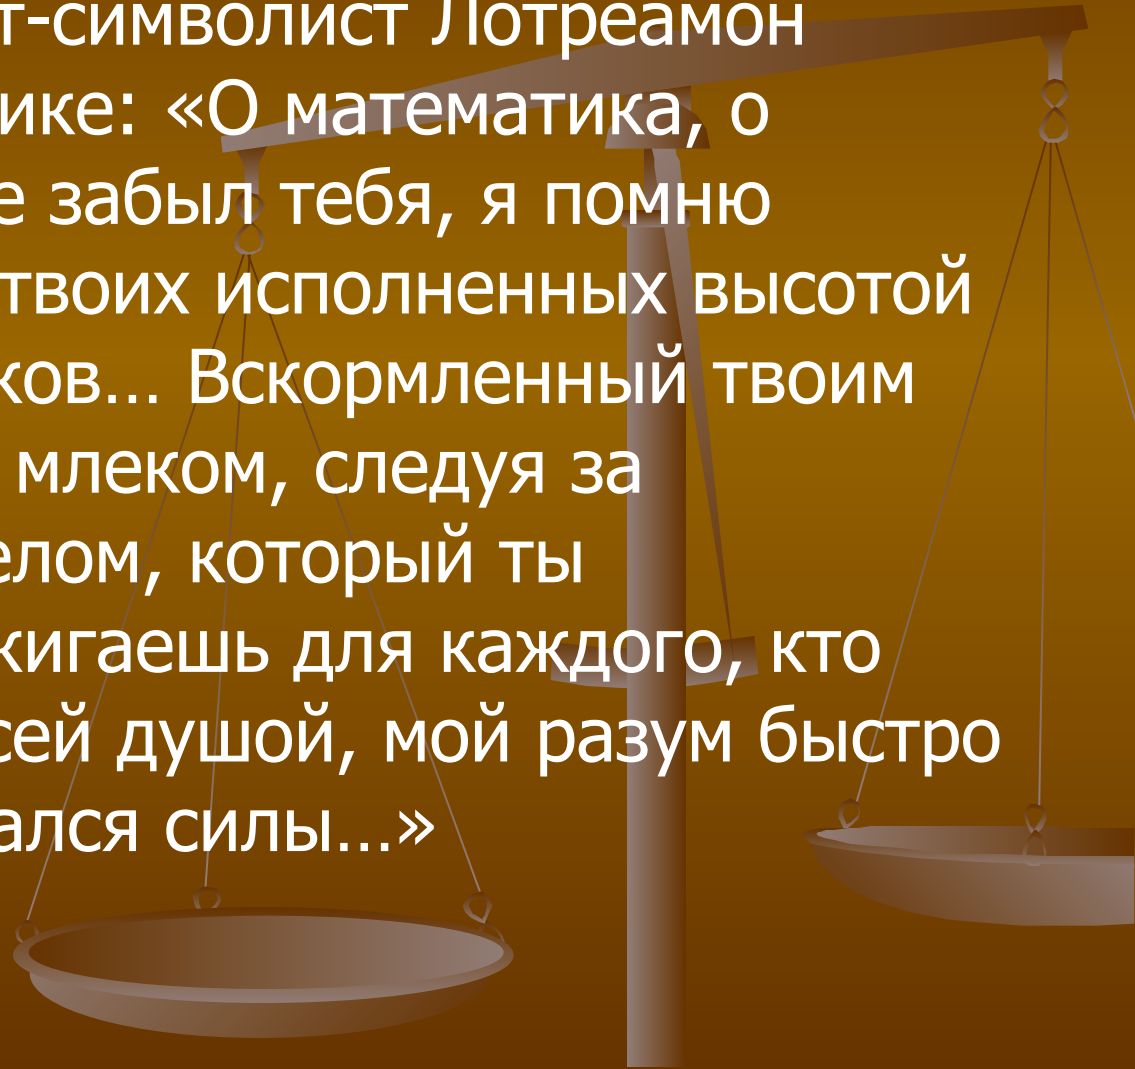 т-символист Лотреамон
ике: «О математика, о
е забыл тебя, я помню
твоих исполненных высотой
ков… Вскормленный твоим
млеком, следуя за
елом, который ты
жигаешь для каждого, кто
сей душой, мой разум быстро
ался силы…»